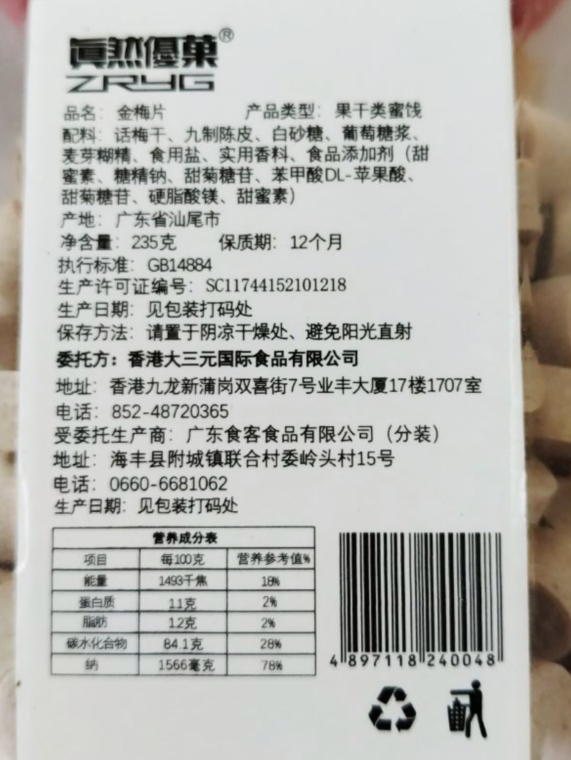 真然優菓®
ZRYG
品名：金梅片 产品类型：果干类蜜饯
配料：话梅干、九制陈皮、白砂糖、葡萄糖浆、
麦芽糊精、食用盐、实用香料、食品添加剂（甜
蜜素、糖精钠、甜菊糖苷、苯甲酸DL-苹果酸、
甜菊糖苷、硬脂酸镁、甜蜜素）
产地：广东省汕尾市
净含量：235克 保质期：12个月
执行标准：GB14884
生产许可证编号：SC11744152101218
生产日期：见包装打码处
保存方法：请置于阴凉干燥处、避免阳光直射
委托方：香港大三元国际食品有限公司
地址：香港九龙新蒲岗双喜街7号业丰大厦17楼1707室
电话：852-48720365
受委托生产商：广东食客食品有限公司（分装）
地址：海丰县附城镇联合村委岭头村15号
电话：0660-6681062
生产日期：见包装打码处
营养成分表
项目 每100克 营养参考值%
能量 1493千焦 18%
蛋白质 1.1克 2%
脂肪 1.2克 2%
碳水化合物 84.1克 28%
钠 1566毫克 78%
4 897118 240048